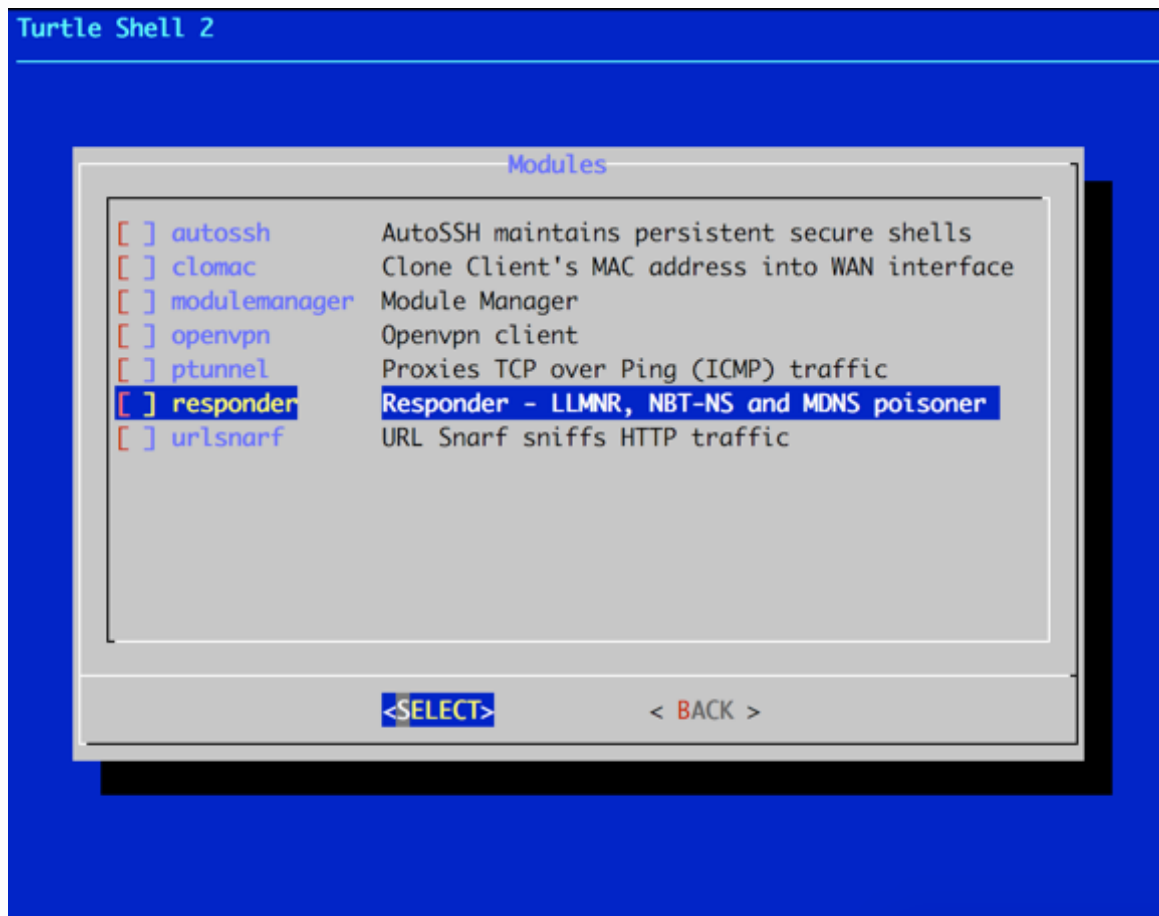 Turtle Shell 2
Modules
[ ] autossh AutoSSH maintains persistent secure shells
[ ] clomac Clone Client's MAC address into WAN interface
[ ] modulemanager Module Manager
[ ] openvpn Openvpn client
[ ] ptunnel Proxies TCP over Ping (ICMP) traffic
[ ] responder Responder - LLMNR, NBT-NS and MDNS poisoner
[ ] urlsnarf URL Snarf sniffs HTTP traffic
<SELECT> < BACK >